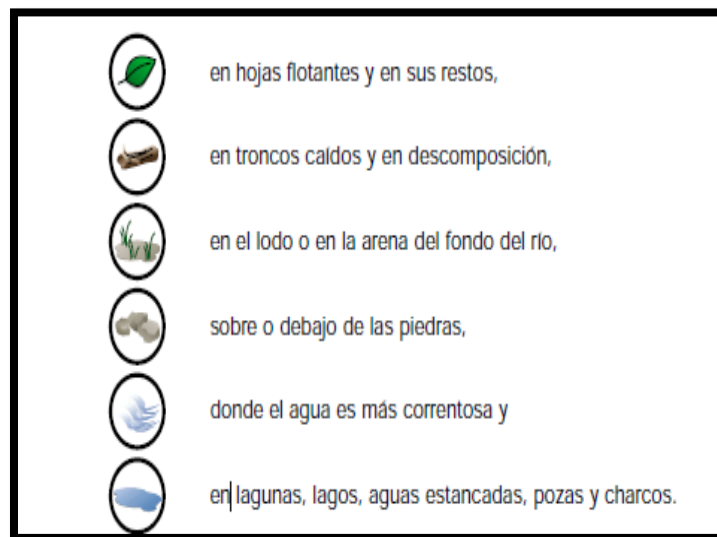 en hojas flotantes y en sus restos,
en troncos caídos y en descomposición,
en el lodo o en la arena del fondo del río,
sobre o debajo de las piedras,
donde el agua es más correntosa y
en lagunas, lagos, aguas estancadas, pozas y charcos.